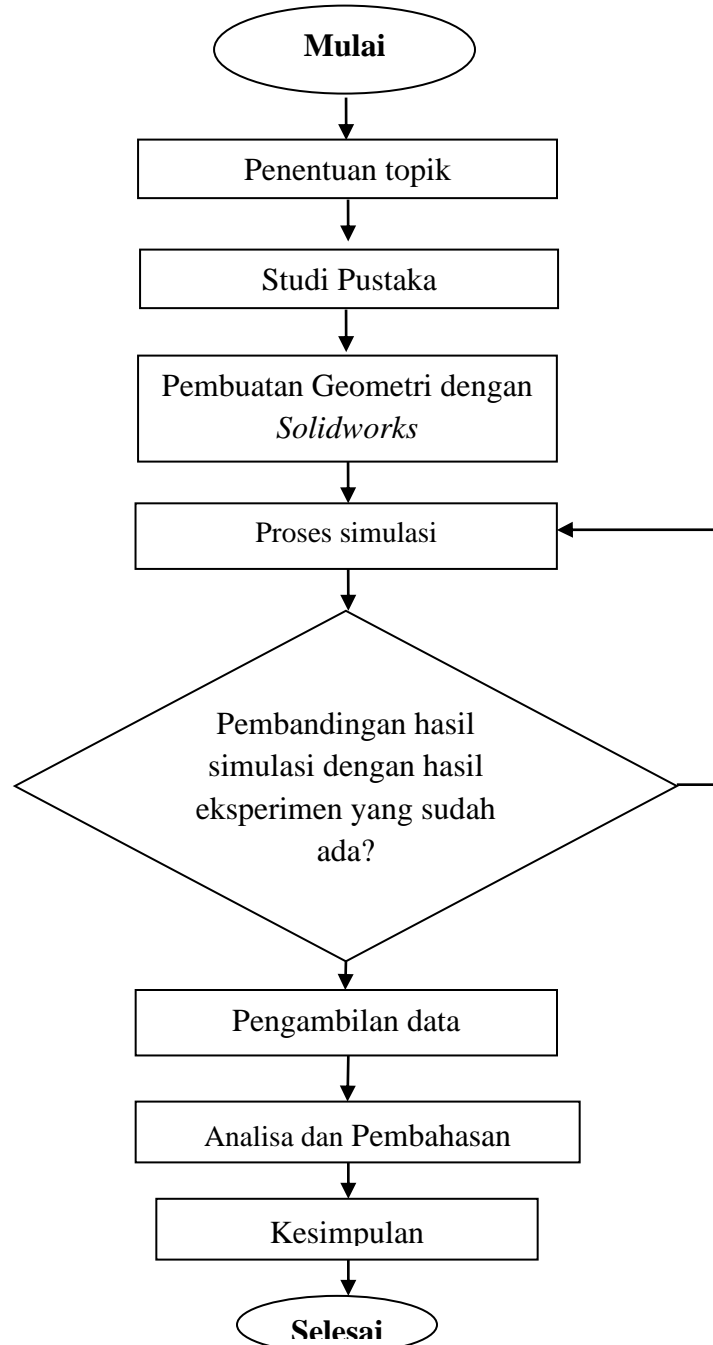 Mulai
Penentuan topik
Studi Pustaka
Pembuatan Geometri dengan
Solidworks
Proses simulasi
Pembandingan hasil
simulasi dengan hasil
eksperimen yang sudah
ada?
Pengambilan data
Analisa dan Pembahasan
Kesimpulan
Selesai